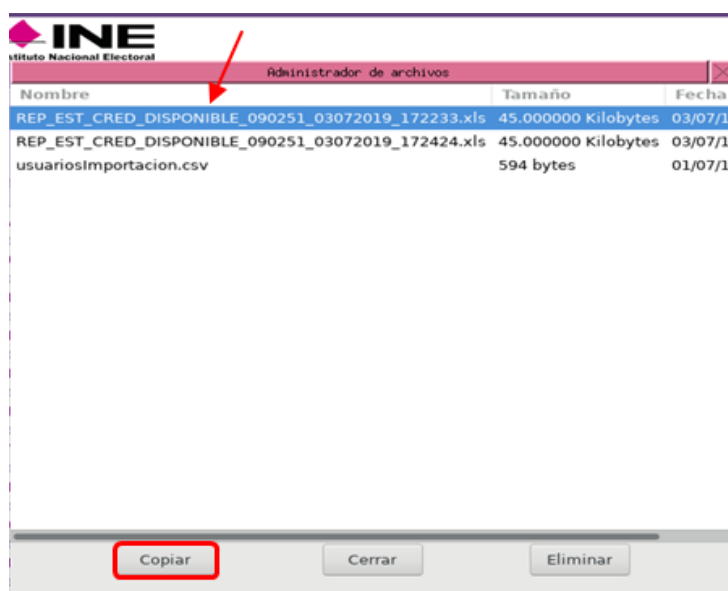 INE
stituto Nacional Electoral
Administrador de archivos
Nombre Tamaño Fecha
REP_EST_CRED_DISPONIBLE_090251_03072019_172233.xls 45.000000 Kilobytes 03/07/1
REP_EST_CRED_DISPONIBLE_090251_03072019_172424.xls 45.000000 Kilobytes 03/07/1
usuariosImportacion.csv 594 bytes 01/07/1
Copiar Cerrar Eliminar